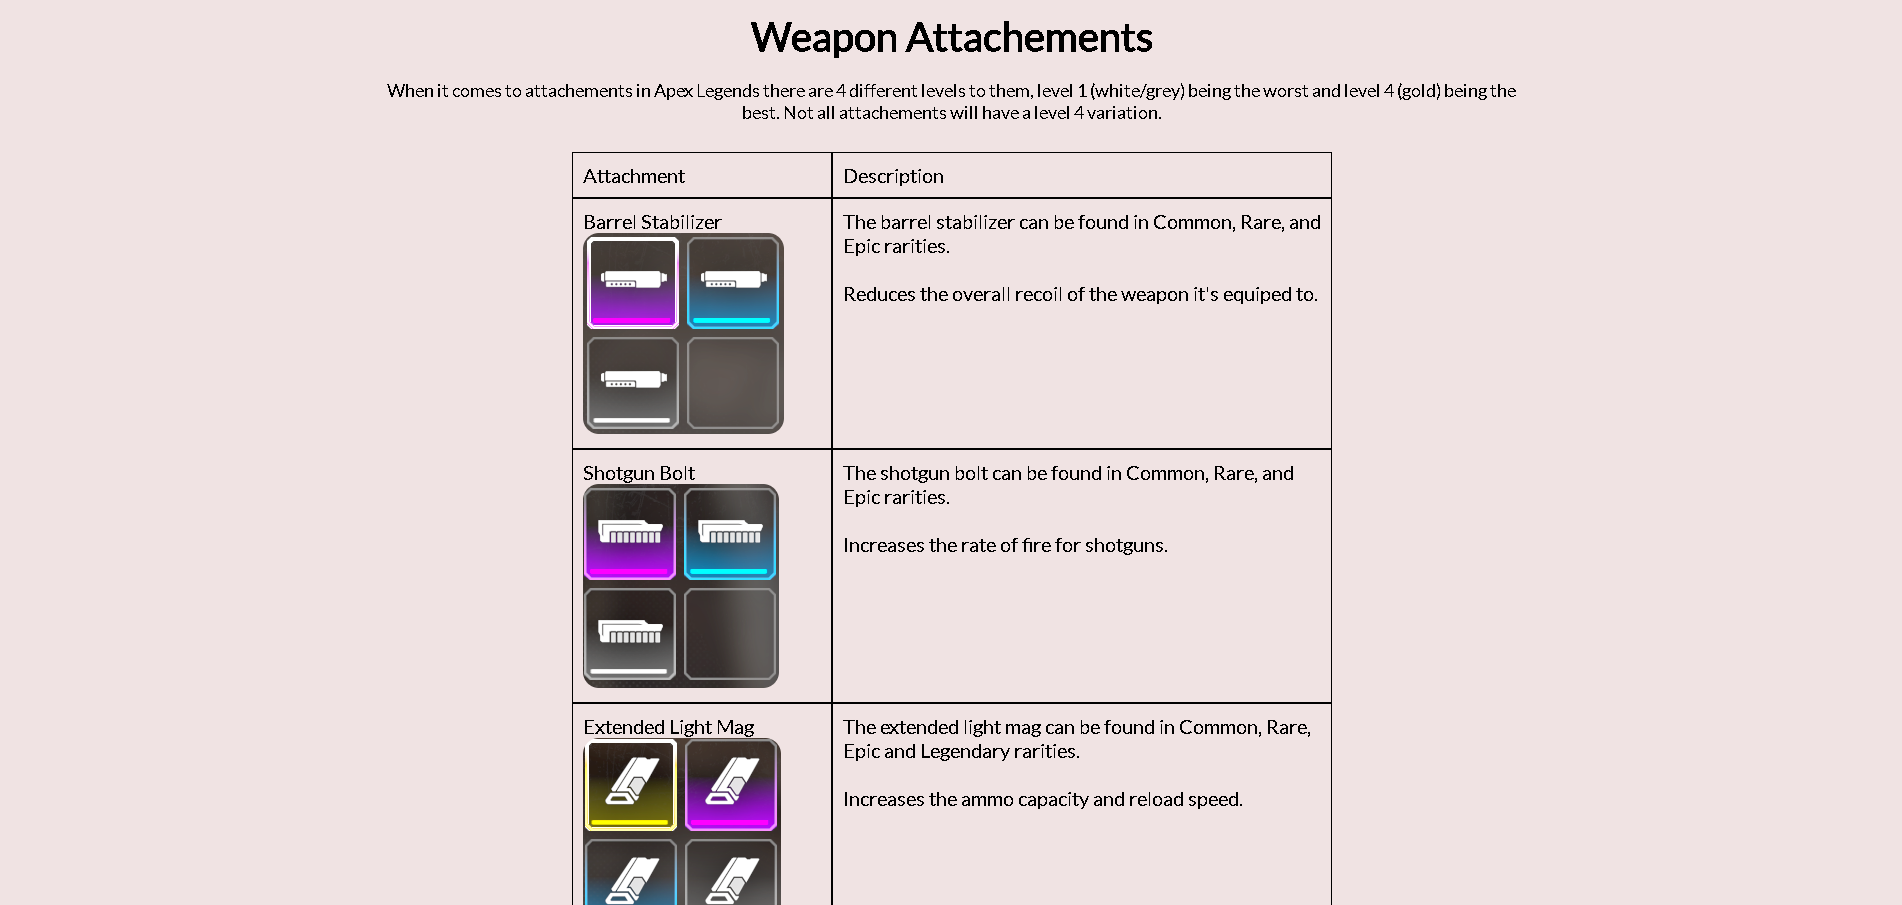 Weapon Attachements
When it comes to attachements in Apex Legends there are 4 different levels to them, level 1 (white/grey) being the worst and level 4 (gold) being the
best. Not all attachements will have a level 4 variation.
Attachment
Description
Barrel Stabilizer
The barrel stabilizer can be found in Common, Rare, and
Epic rarities.
Reduces the overall recoil of the weapon it's equiped to.
Shotgun Bolt
The shotgun bolt can be found in Common, Rare, and
Epic rarities.
Increases the rate of fire for shotguns.
Extended Light Mag
The extended light mag can be found in Common, Rare,
Epic and Legendary rarities.
Increases the ammo capacity and reload speed.